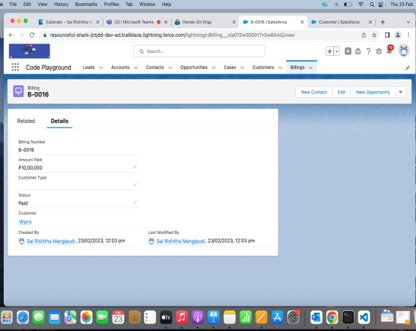 Chrome File Edit View History Bookmarks Profiles Tab Window Help
Thu 23 Feb
Calendar - Sai Rishitha M
Microsoft Teams
Hands-On Orgs
B-0016 | Salesforce
Customer | Salesforce
resourceful-shark-jctjdd-dev-ed.trailblaze.lightning.force.com/lightning/r/Billing__c/
Search...
Code Playground
Leads
Accounts
Contacts
Opportunities
Cases
Customers
Billings
Billing
B-0016
New Contact
Edit
New Opportunity
Related
Details
Billing Number
B-0016
Amount Paid
₹10,00,000
Customer Type
Status
Paid
Customer
Wipro
Created By
Sai Rishitha Mangipudi, 23/02/2023, 12:03 pm
Last Modified By
Sai Rishitha Mangipudi, 23/02/2023, 12:03 pm
23